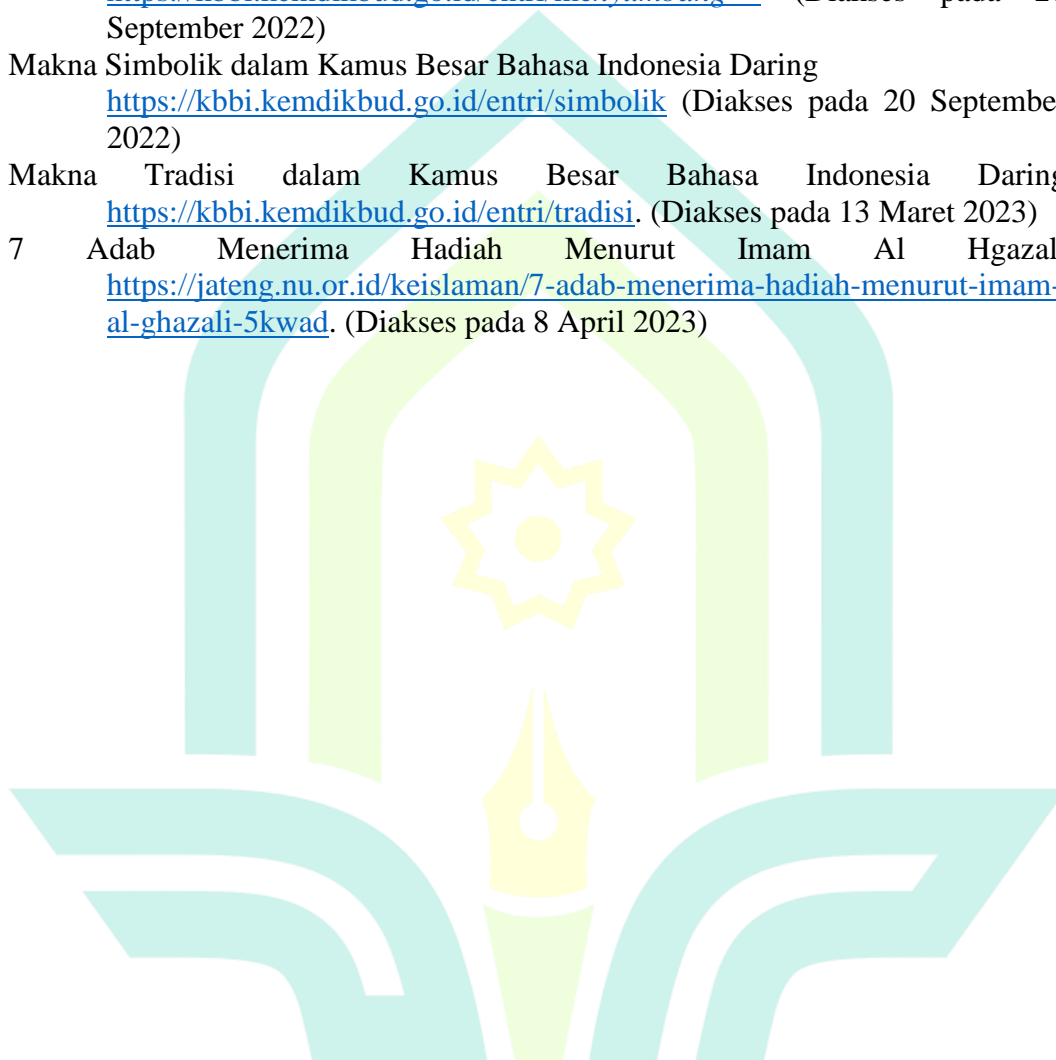 (Diakses pada
September 2022)
Makna Simbolik dalam Kamus Besar Bahasa Indonesia Daring
https://kbbi.kemdikbud.go.id/entri/simbolik (Diakses pada 20 Septembe
2022)
Makna Tradisi dalam Kamus Besar Bahasa Indonesia Daring
https://kbbi.kemdikbud.go.id/entri/tradisi. (Diakses pada 13 Maret 2023)
7 Adab Menerima Hadiah Menurut Imam Al Hgazal
https://jateng.nu.or.id/keislaman/7-adab-menerima-hadiah-menurut-imam-
al-ghazali-5kwad. (Diakses pada 8 April 2023)